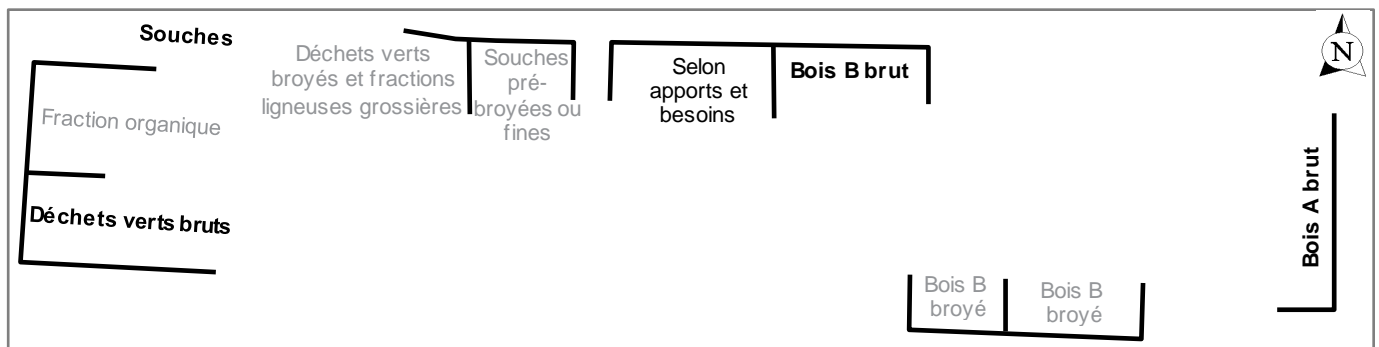 Souches
Fraction organique
Déchets verts bruts
Déchets verts
broyés et fractions
ligneuses grossières
Souches
pré-
broyées ou
fines
Selon
apports et
besoins
Bois B brut
N
Bois A brut
Bois B
broyé
Bois B
broyé